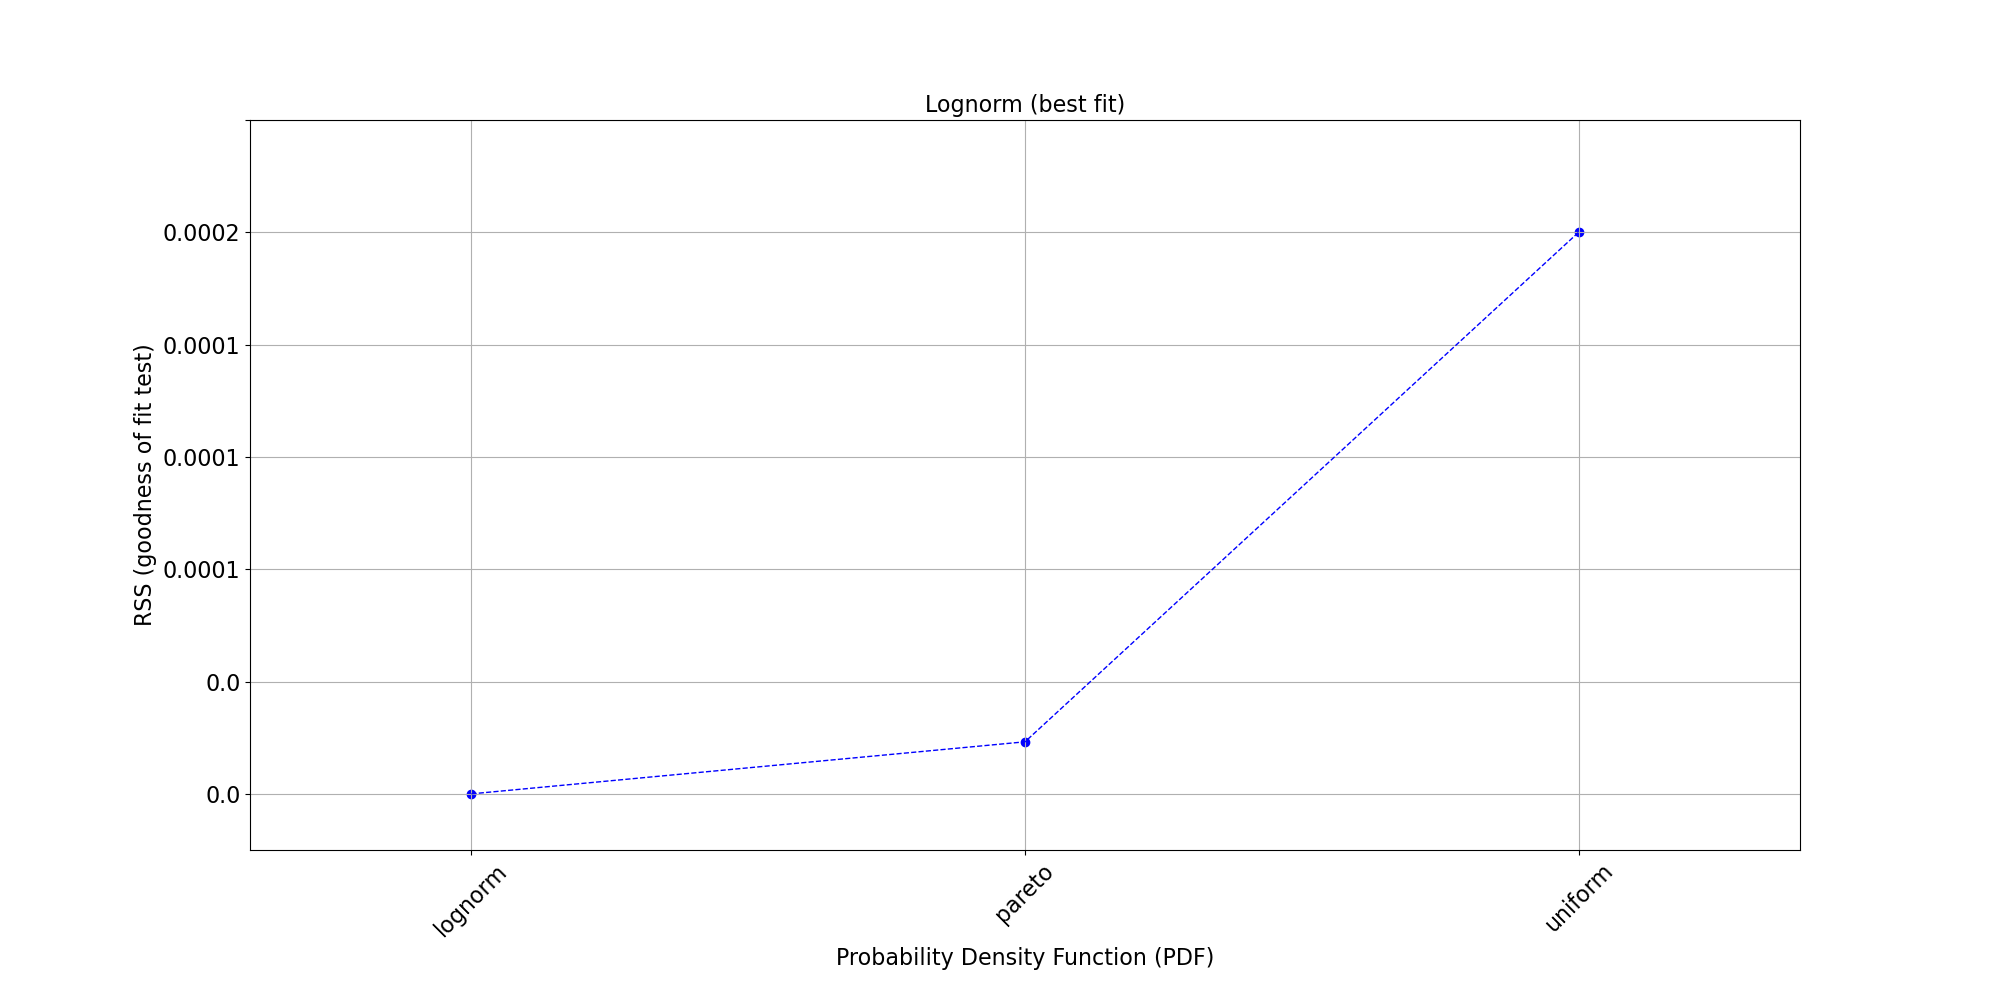 Lognorm (best fit)
RSS (goodness of fit test)
0.0002
0.0001
0.0001
0.0001
0.0
0.0
lognorm
pareto
uniform
Probability Density Function (PDF)